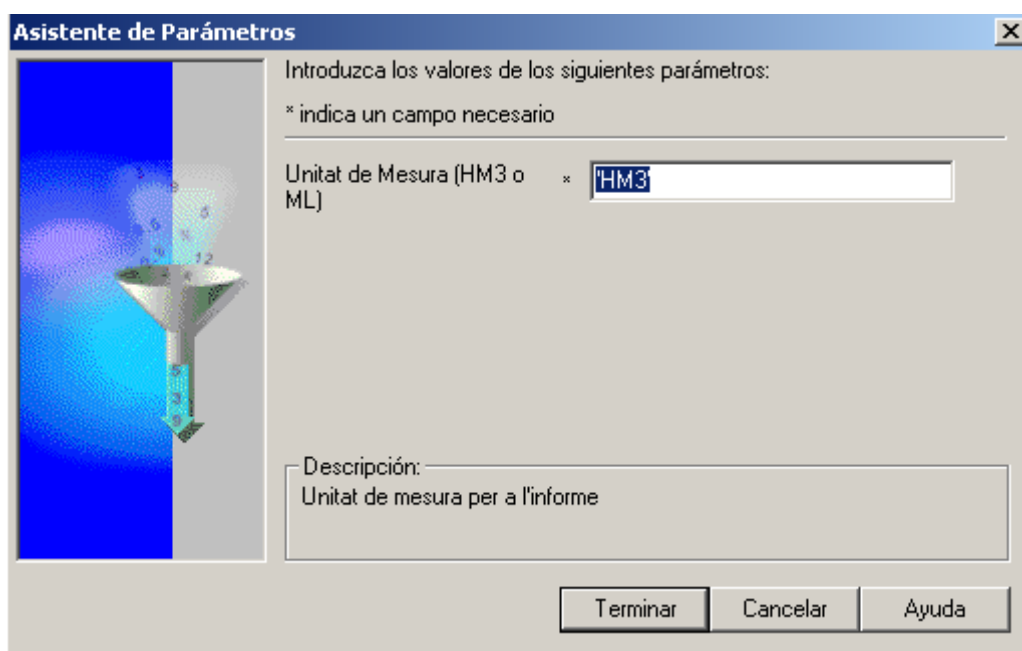 Asistente de Parámetros
Introduzca los valores de los siguientes parámetros:
* indica un campo necesario
Unitat de Mesura (HM3 o * 'HM3'
ML)
Descripción:
Unitat de mesura per a l'informe
Terminar Cancelar Ayuda